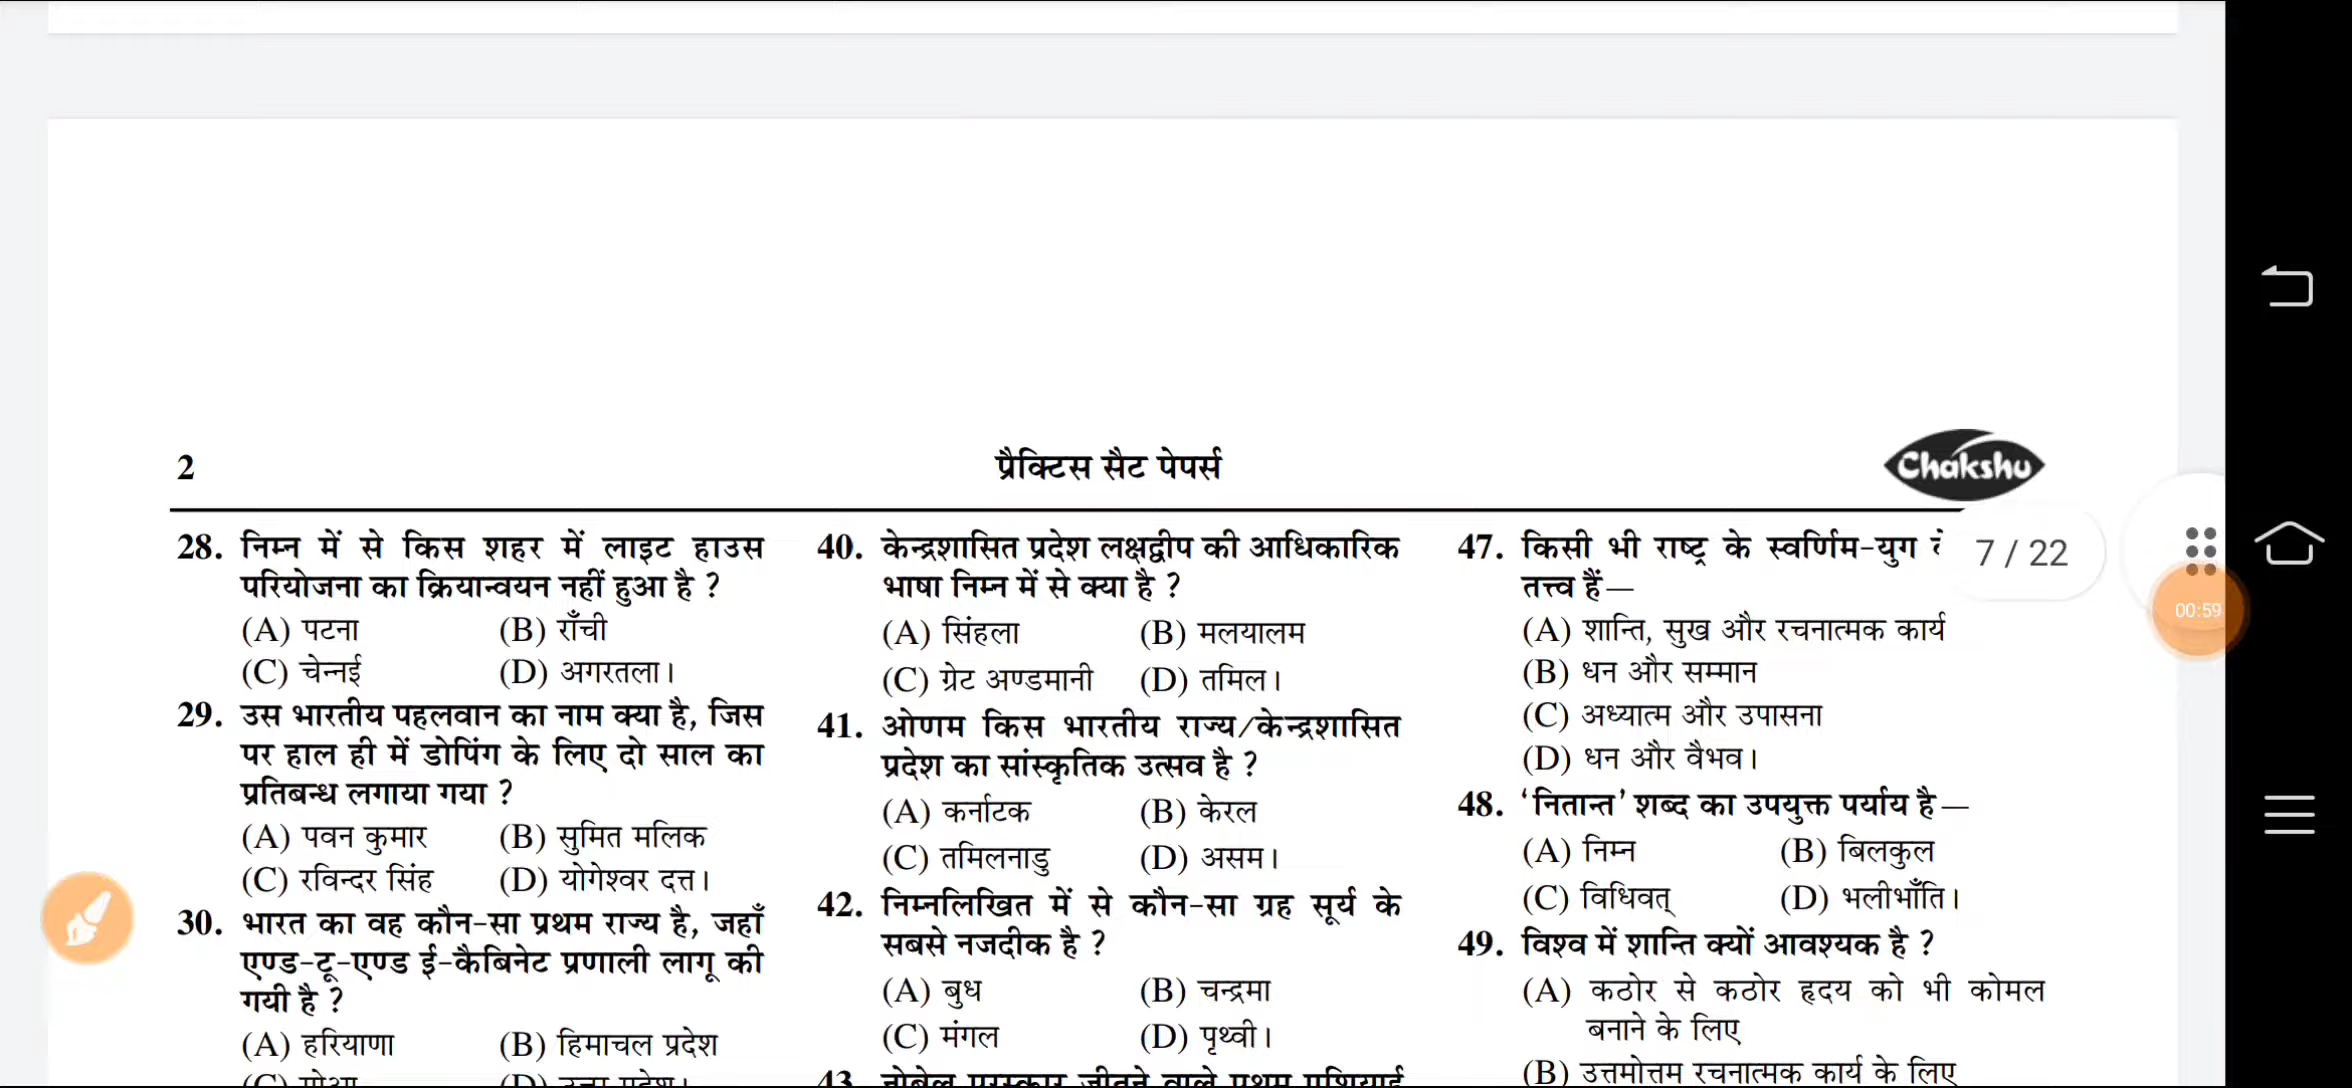 2
प्रैक्टिस सैट पेपर्स
Chakshu
28. निम्न में से किस शहर में लाइट हाउस
परियोजना का क्रियान्वयन नहीं हुआ है ?
(A) पटना (B) राँची
(C) चेन्नई (D) अगरतला।
29. उस भारतीय पहलवान का नाम क्या है, जिस
पर हाल ही में डोपिंग के लिए दो साल का
प्रतिबन्ध लगाया गया ?
(A) पवन कुमार (B) सुमित मलिक
(C) रविन्दर सिंह (D) योगेश्वर दत्त।
30. भारत का वह कौन-सा प्रथम राज्य है, जहाँ
एण्ड-टू-एण्ड ई-कैबिनेट प्रणाली लागू की
गयी है ?
(A) हरियाणा (B) हिमाचल प्रदेश
40. केन्द्रशासित प्रदेश लक्षद्वीप की आधिकारिक
भाषा निम्न में से क्या है ?
(A) सिंहला (B) मलयालम
(C) ग्रेट अण्डमानी (D) तमिल।
41. ओणम किस भारतीय राज्य/केन्द्रशासित
प्रदेश का सांस्कृतिक उत्सव है ?
(A) कर्नाटक (B) केरल
(C) तमिलनाडु (D) असम।
42. निम्नलिखित में से कौन-सा ग्रह सूर्य के
सबसे नजदीक है ?
(A) बुध (B) चन्द्रमा
(C) मंगल (D) पृथ्वी।
43 नोबेल पुरस्कार जीतने वाले प्रथम एशियाई
47. किसी भी राष्ट्र के स्वर्णिम-युग
तत्त्व हैं—
(A) शान्ति, सुख और रचनात्मक कार्य
(B) धन और सम्मान
(C) अध्यात्म और उपासना
(D) धन और वैभव।
48. ‘नितान्त’ शब्द का उपयुक्त पर्याय है—
(A) निम्न (B) बिलकुल
(C) विधिवत् (D) भलीभाँति।
49. विश्व में शान्ति क्यों आवश्यक है ?
(A) कठोर से कठोर हृदय को भी कोमल
बनाने के लिए
(B) उत्तमोत्तम रचनात्मक कार्य के लिए
7 / 22
00:59